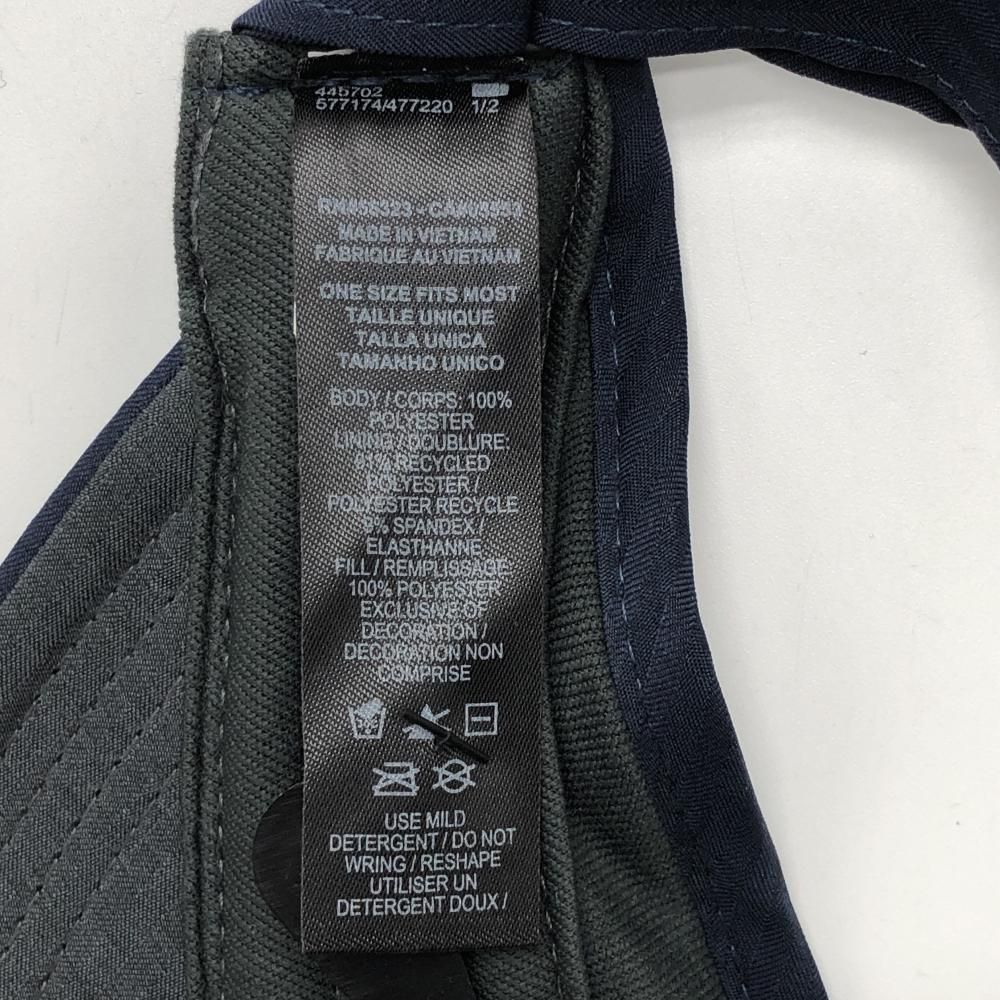 445702
577174/477220 1/2
MADE IN VIETNAM
FABRIQUE AU VIETNAM
ONE SIZE FITS MOST
TAILLE UNIQUE
TALLA UNICA
TAMANHO UNICO
BODY / CORPS: 100%
POLYESTER
LINING / DOUBLURE:
91% RECYCLED
POLYESTER /
POLYESTER RECYCLE
9% SPANDEX /
ELASTHANNE
FILL / REMPLISSAGE
100% POLYESTER
EXCLUSIVE OF
DECORATION /
DECORATION NON
COMPRISE
USE MILD
DETERGENT / DO NOT
WRING / RESHAPE
UTILISER UN
DETERGENT DOUX /